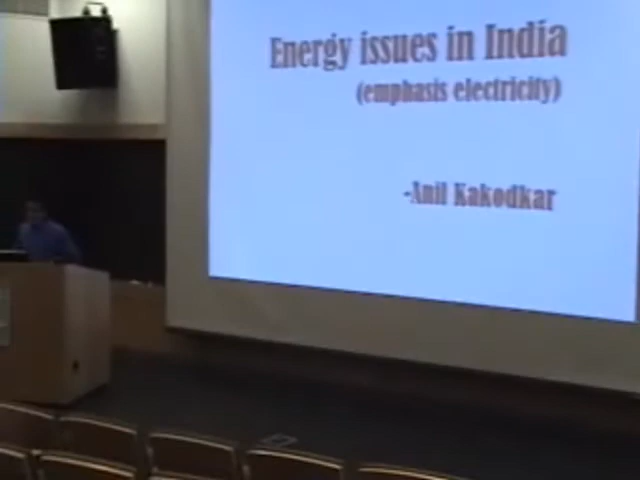 Energy issues in India
(emphasis electricity)
-Anil Kakodkar